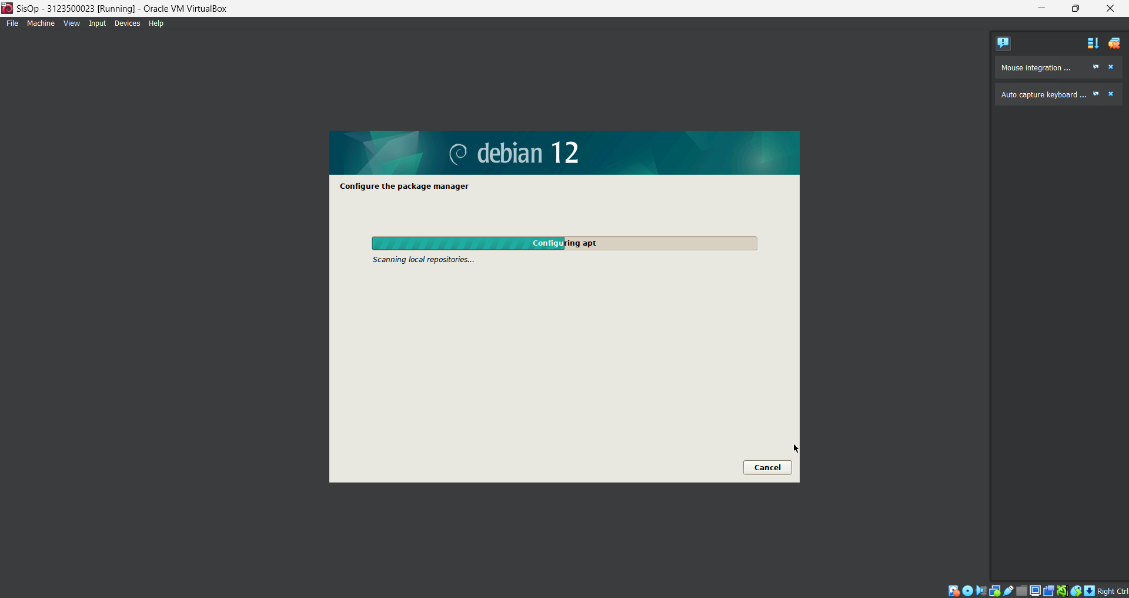 SisOp - 3123500023 [Running] - Oracle VM VirtualBox
File Machine View Input Devices Help
Mouse integration ...
Auto capture keyboard ...
debian 12
Configure the package manager
Configuring apt
Scanning local repositories...
Cancel
Right Ctrl